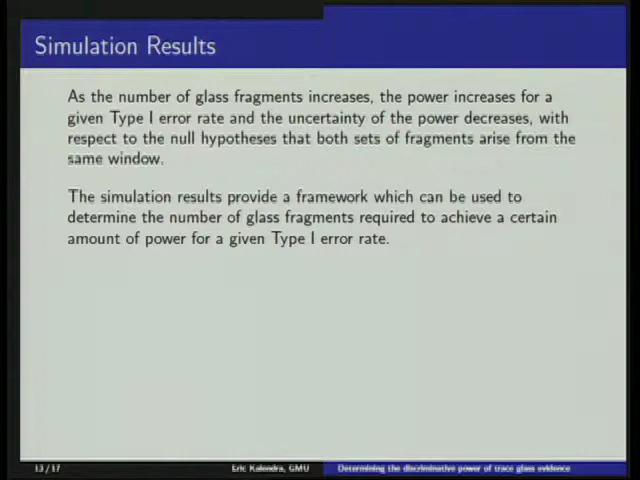 Simulation Results
As the number of glass fragments increases, the power increases for a
given Type I error rate and the uncertainty of the power decreases, with
respect to the null hypotheses that both sets of fragments arise from the
same window.
The simulation results provide a framework which can be used to
determine the number of glass fragments required to achieve a certain
amount of power for a given Type I error rate.
13 / 17
Eric Kalendra, GMU
Determining the discriminative power of trace glass evidence